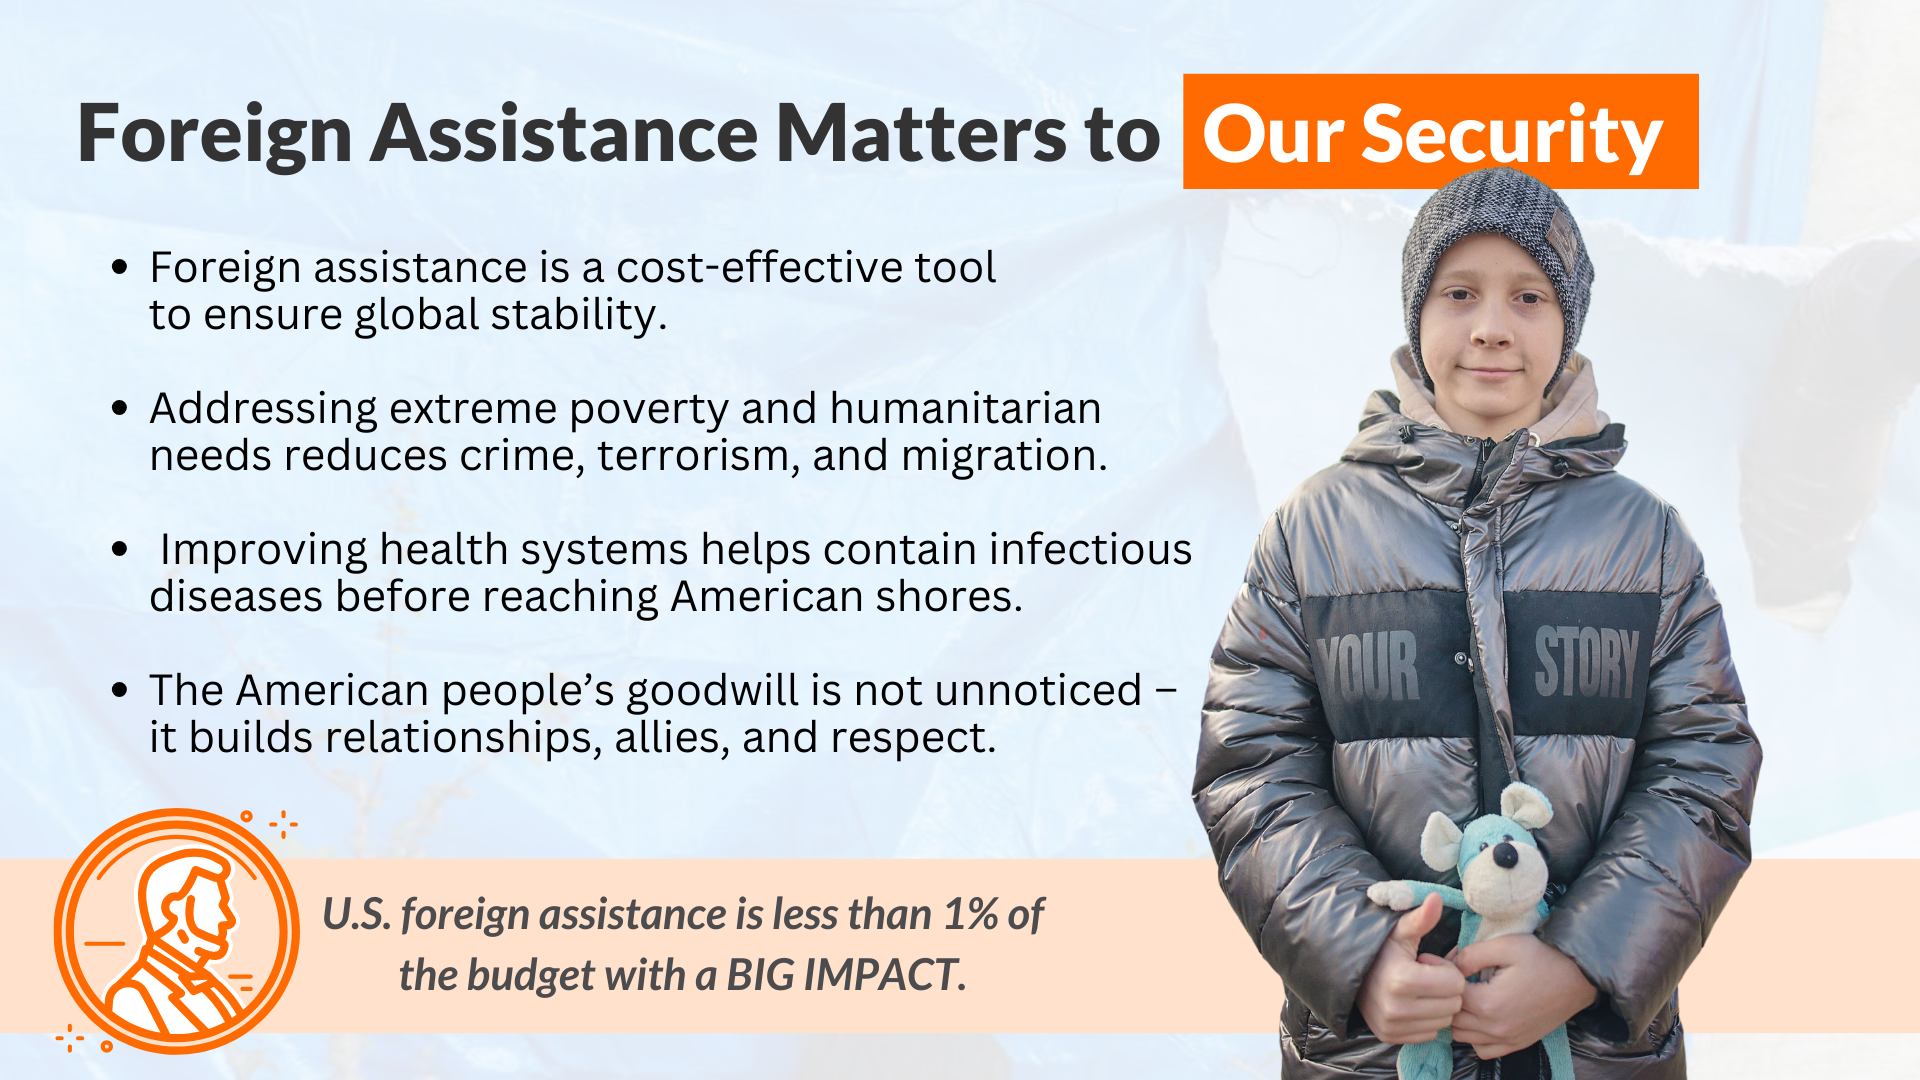 Foreign Assistance Matters to Our Security
Foreign assistance is a cost-effective tool
to ensure global stability.
Addressing extreme poverty and humanitarian
needs reduces crime, terrorism, and migration.
Improving health systems helps contain infectious
diseases before reaching American shores.
The American people’s goodwill is not unnoticed –
it builds relationships, allies, and respect.
YOUR STORY
U.S. foreign assistance is less than 1% of
the budget with a BIG IMPACT.